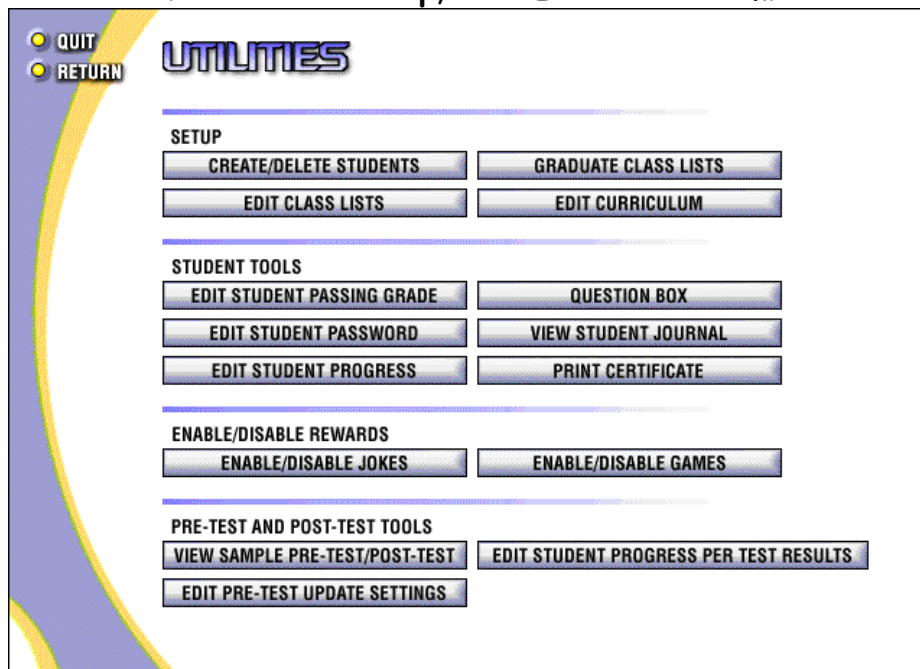 QUIT
RETURN
UTILITIES
SETUP
CREATE/DELETE STUDENTS GRADUATE CLASS LISTS
EDIT CLASS LISTS EDIT CURRICULUM
STUDENT TOOLS
EDIT STUDENT PASSING GRADE QUESTION BOX
EDIT STUDENT PASSWORD VIEW STUDENT JOURNAL
EDIT STUDENT PROGRESS PRINT CERTIFICATE
ENABLE/DISABLE REWARDS
ENABLE/DISABLE JOKES ENABLE/DISABLE GAMES
PRE-TEST AND POST-TEST TOOLS
VIEW SAMPLE PRE-TEST/POST-TEST EDIT STUDENT PROGRESS PER TEST RESULTS
EDIT PRE-TEST UPDATE SETTINGS